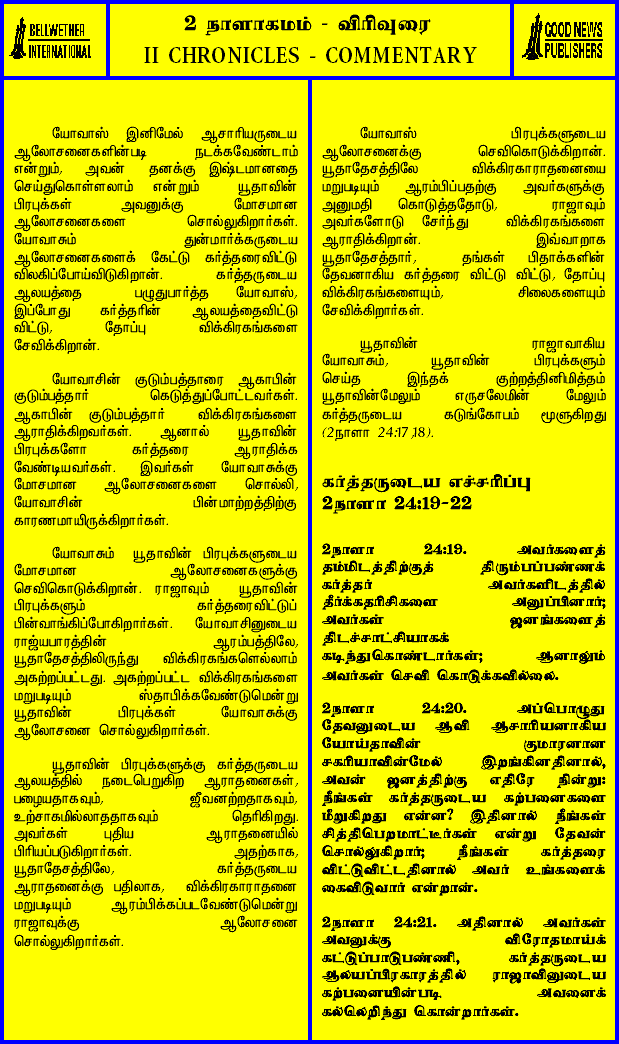 BELLWETHER
INTERNATIONAL
2 நாளாகமம் - விரிவுரை
II CHRONICLES - COMMENTARY
GOOD NEWS
PUBLISHERS
யோவாஸ் இனிமேல் ஆசாரியருடைய
ஆலோசனைகளின்படி நடக்கவேண்டாம்
என்றும், அவன் தனக்கு இஷ்டமானதை
செய்துகொள்ளலாம் என்றும் யூதாவின்
பிரபுக்கள் அவனுக்கு மோசமான
ஆலோசனைகளை சொல்லுகிறார்கள்.
யோவாசும் துன்மார்க்கருடைய
ஆலோசனைகளைக் கேட்டு கர்த்தரைவிட்டு
விலகிப்போய்விடுகிறான். கர்த்தருடைய
ஆலயத்தை பழுதுபார்த்த யோவாஸ்,
இப்போது கர்த்தரின் ஆலயத்தைவிட்டு
விட்டு, தோப்பு விக்கிரகங்களை
சேவிக்கிறான்.
யோவாசின் குடும்பத்தாரை ஆகாபின்
குடும்பத்தார் கெடுத்துப்போட்டவர்கள்.
ஆகாபின் குடும்பத்தார் விக்கிரகங்களை
ஆராதிக்கிறவர்கள். ஆனால் யூதாவின்
பிரபுக்களோ கர்த்தரை ஆராதிக்க
வேண்டியவர்கள். இவர்கள் யோவாசுக்கு
மோசமான ஆலோசனைகளை சொல்லி,
யோவாசின் பின்மாற்றத்திற்கு
காரணமாயிருக்கிறார்கள்.
யோவாசும் யூதாவின் பிரபுக்களுடைய
மோசமான ஆலோசனைகளுக்கு
செவிகொடுக்கிறான். ராஜாவும் யூதாவின்
பிரபுக்களும் கர்த்தரைவிட்டுப்
பின்வாங்கிப்போகிறார்கள். யோவாசினுடைய
ராஜ்யபாரத்தின் ஆரம்பத்திலே,
யூதாதேசத்திலிருந்து விக்கிரகங்களெல்லாம்
அகற்றப்பட்டது. அகற்றப்பட்ட விக்கிரகங்களை
மறுபடியும் ஸ்தாபிக்கவேண்டுமென்று
யூதாவின் பிரபுக்கள் யோவாசுக்கு
ஆலோசனை சொல்லுகிறார்கள்.
யூதாவின் பிரபுக்களுக்கு கர்த்தருடைய
ஆலயத்தில் நடைபெறுகிற ஆராதனைகள்,
பழையதாகவும், ஜீவனற்றதாகவும்,
உற்சாகமில்லாததாகவும் தெரிகிறது.
அவர்கள் புதிய ஆராதனையில்
பிரியப்படுகிறார்கள். அதற்காக,
யூதாதேசத்திலே, கர்த்தருடைய
ஆராதனைக்கு பதிலாக, விக்கிரகாராதனை
மறுபடியும் ஆரம்பிக்கப்படவேண்டுமென்று
ராஜாவுக்கு ஆலோசனை
சொல்லுகிறார்கள்.
யோவாஸ் பிரபுக்களுடைய
ஆலோசனைக்கு செவிகொடுக்கிறான்.
யூதாதேசத்திலே விக்கிரகாராதனையை
மறுபடியும் ஆரம்பிப்பதற்கு அவர்களுக்கு
அனுமதி கொடுத்ததோடு, ராஜாவும்
அவர்களோடு சேர்ந்து விக்கிரகங்களை
ஆராதிக்கிறான். இவ்வாறாக
யூதாதேசத்தார், தங்கள் பிதாக்களின்
தேவனாகிய கர்த்தரை விட்டு விட்டு, தோப்பு
விக்கிரகங்களையும், சிலைகளையும்
சேவிக்கிறார்கள்.
யூதாவின் ராஜாவாகிய
யோவாசும், யூதாவின் பிரபுக்களும்
செய்த இந்தக் குற்றத்தினிமித்தம்
யூதாவின்மேலும் எருசலேமின் மேலும்
கர்த்தருடைய கடுங்கோபம் மூளுகிறது
(2நாளா 24:17,18).
கர்த்தருடைய எச்சரிப்பு
2நாளா 24:19-22
2நாளா 24:19. அவர்களைத்
தம்மிடத்திற்குத் திரும்பப்பண்ணக்
கர்த்தர் அவர்களிடத்தில்
தீர்க்கதரிசிகளை அனுப்பினார்;
அவர்கள் ஜனங்களைத்
திடச்சாட்சியாகக்
கடிந்துகொண்டார்கள்; ஆனாலும்
அவர்கள் செவி கொடுக்கவில்லை.
2நாளா 24:20. அப்பொழுது
தேவனுடைய ஆவி ஆசாரியனாகிய
யோய்தாவின் குமாரனான
சகரியாவின்மேல் இறங்கினதினால்,
அவன் ஜனத்திற்கு எதிரே நின்று:
நீங்கள் கர்த்தருடைய கற்பனைகளை
மீறுகிறது என்ன? இதினால் நீங்கள்
சித்திபெறமாட்டீர்கள் என்று தேவன்
சொல்லுகிறார்; நீங்கள் கர்த்தரை
விட்டுவிட்டதினால் அவர் உங்களைக்
கைவிடுவார் என்றான்.
2நாளா 24:21. அதினால் அவர்கள்
அவனுக்கு விரோதமாய்க்
கட்டுப்பாடுபண்ணி, கர்த்தருடைய
ஆலயப்பிரகாரத்தில் ராஜாவினுடைய
கற்பனையின்படி அவனைக்
கல்லெறிந்து கொன்றார்கள்.